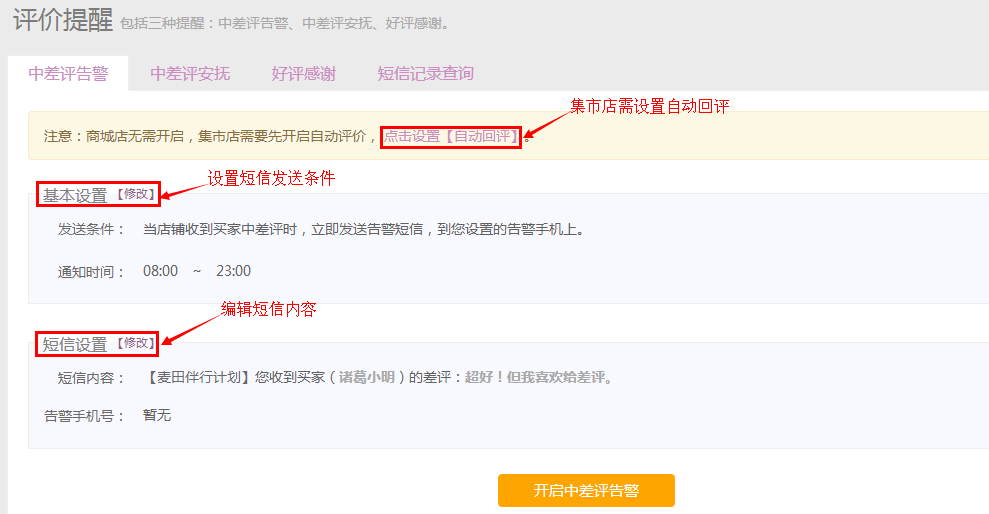 评价提醒 包括三种提醒：中差评告警、中差评安抚、好评感谢。
中差评告警 中差评安抚 好评感谢 短信记录查询
集市店需设置自动回评
注意：商城店无需开启，集市店需要先开启自动评价，点击设置【自动回评】。
设置短信发送条件
基本设置 【修改】
发送条件： 当店铺收到买家中差评时，立即发送告警短信，到您设置的告警手机上。
通知时间： 08:00 ~ 23:00
编辑短信内容
短信设置 【修改】
短信内容： 【麦田伴行计划】您收到买家（诸葛小明）的差评：超好！但我喜欢给差评。
告警手机号： 暂无
开启中差评告警